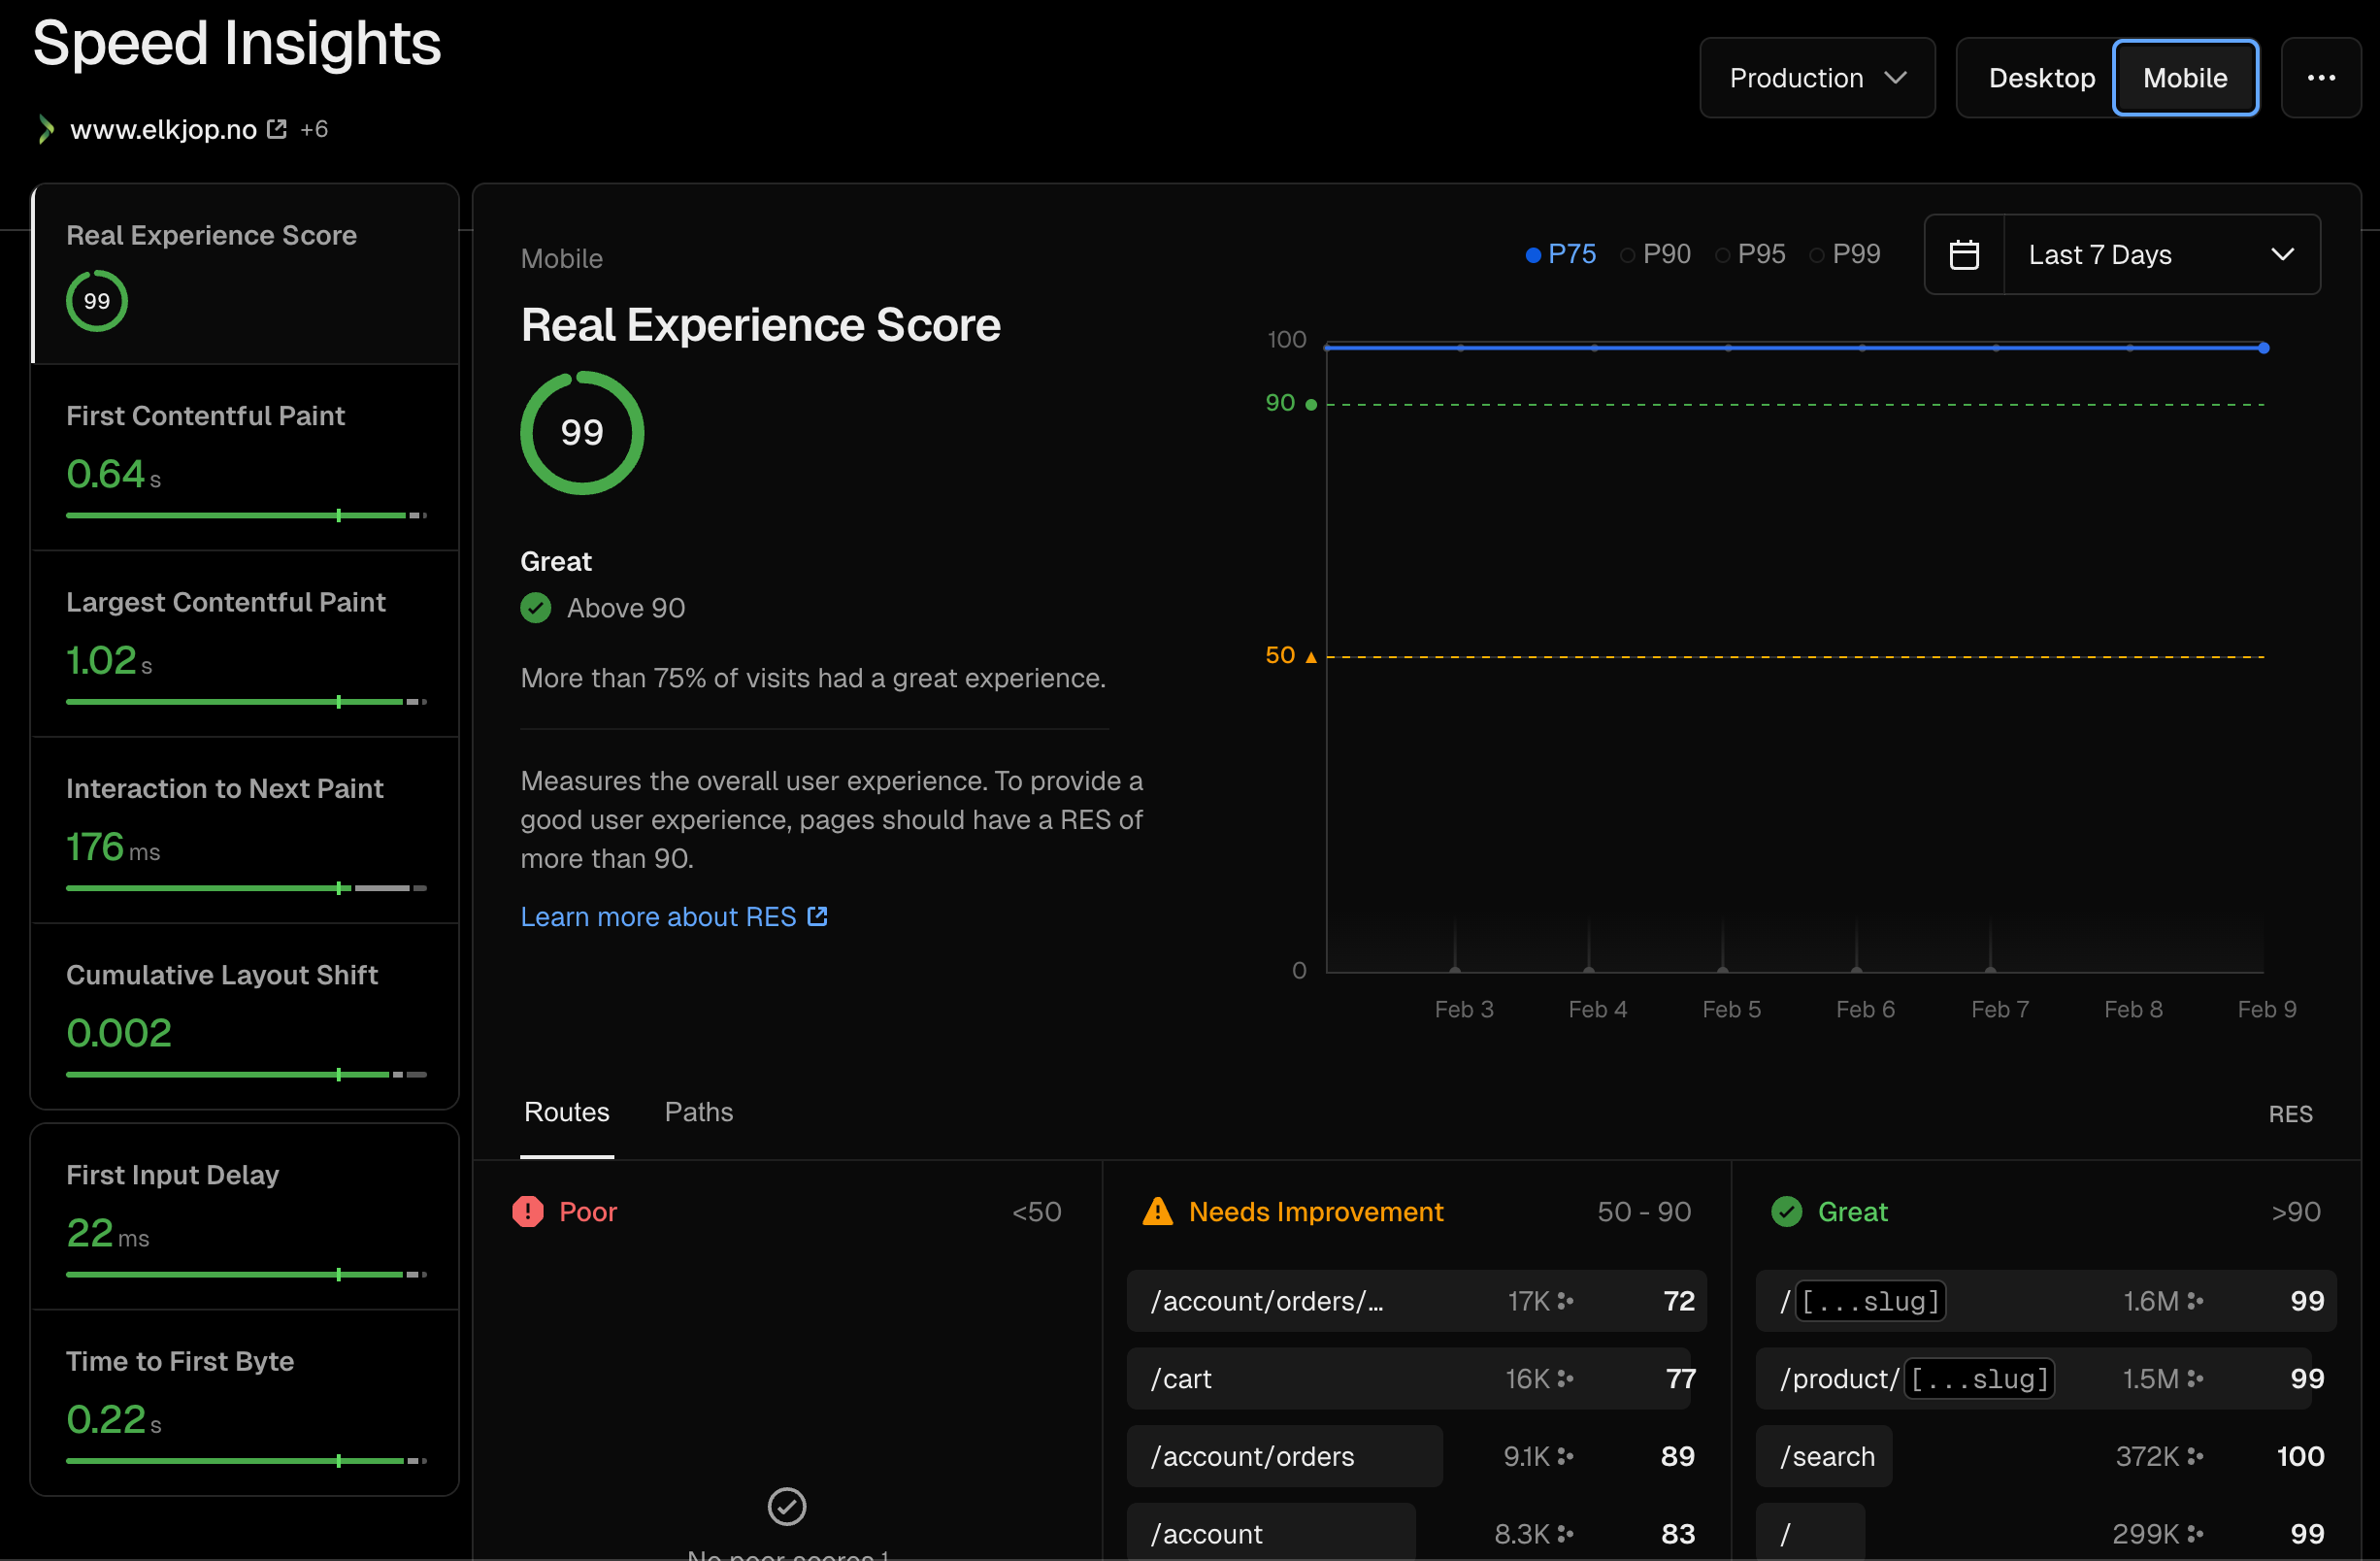 Speed Insights
www.elkjop.no +6
Production
Desktop
Mobile
Real Experience Score
99
First Contentful Paint
0.64 s
Largest Contentful Paint
1.02 s
Interaction to Next Paint
176 ms
Cumulative Layout Shift
0.002
First Input Delay
22 ms
Time to First Byte
0.22 s
Mobile
Real Experience Score
99
Great
Above 90
More than 75% of visits had a great experience.
Measures the overall user experience. To provide a
good user experience, pages should have a RES of
more than 90.
Learn more about RES
P75 P90 P95 P99
Last 7 Days
100
90
50
0
Feb 3 Feb 4 Feb 5 Feb 6 Feb 7 Feb 8 Feb 9
Routes Paths RES
Poor <50
No poor scores
Needs Improvement 50 - 90
/account/orders/... 17K 72
/cart 16K 77
/account/orders 9.1K 89
/account 8.3K 83
Great >90
/[...slug] 1.6M 99
/product/[...slug] 1.5M 99
/search 372K 100
/ 299K 99